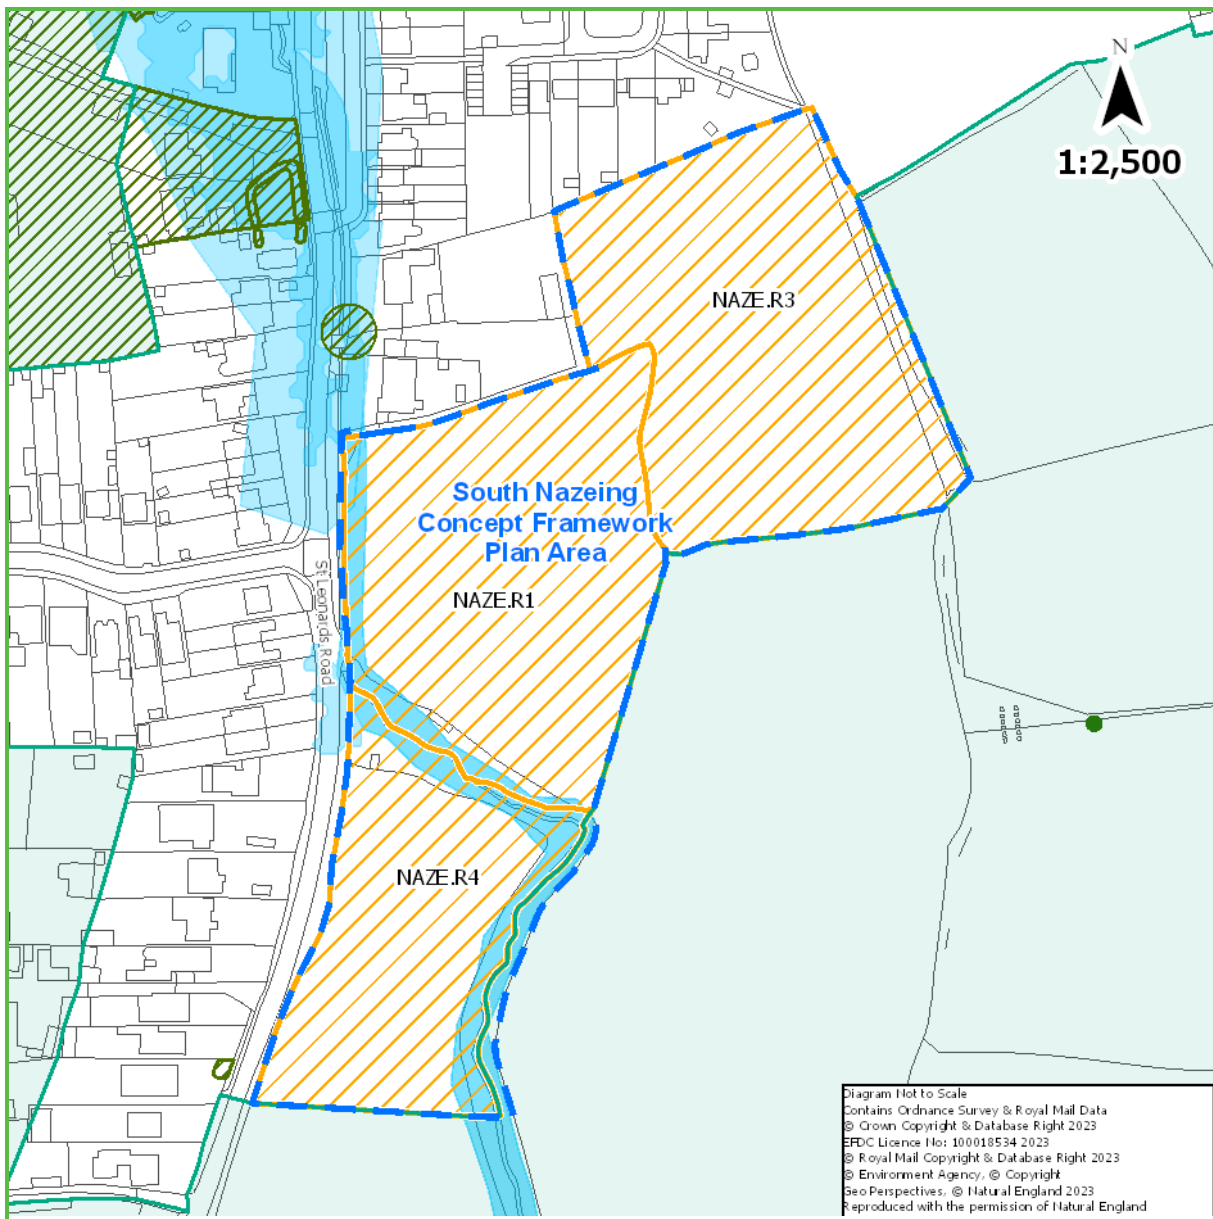 N
1:2,500
NAZE.R3
South Nazeing
Concept Framework
Plan Area
NAZE.R1
St Leonards Road
NAZE.R4
Diagram Not to Scale
Contains Ordnance Survey & Royal Mail Data
© Crown Copyright & Database Right 2023
EFDC Licence No: 100018534 2023
© Royal Mail Copyright & Database Right 2023
© Environment Agency, © Copyright
Geo Perspectives, © Natural England 2023
Reproduced with the permission of Natural England